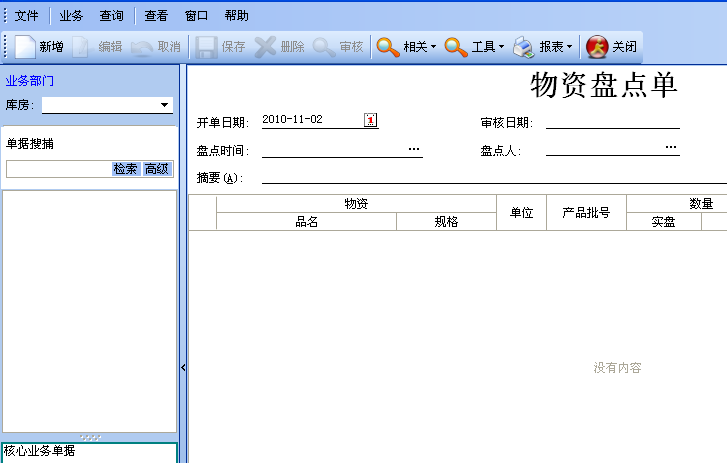 文件 业务 查询 查看 窗口 帮助
新增 编辑 取消 保存 删除 审核 相关 工具 报表 关闭
业务部门
库房:
单据搜捕
检索 高级
核心业务单据
物资盘点单
开单日期: 2010-11-02 1 审核日期:
盘点时间: ... 盘点人: ...
摘要(A):
物资 单位 产品批号 数量
品名 规格 实盘
没有内容